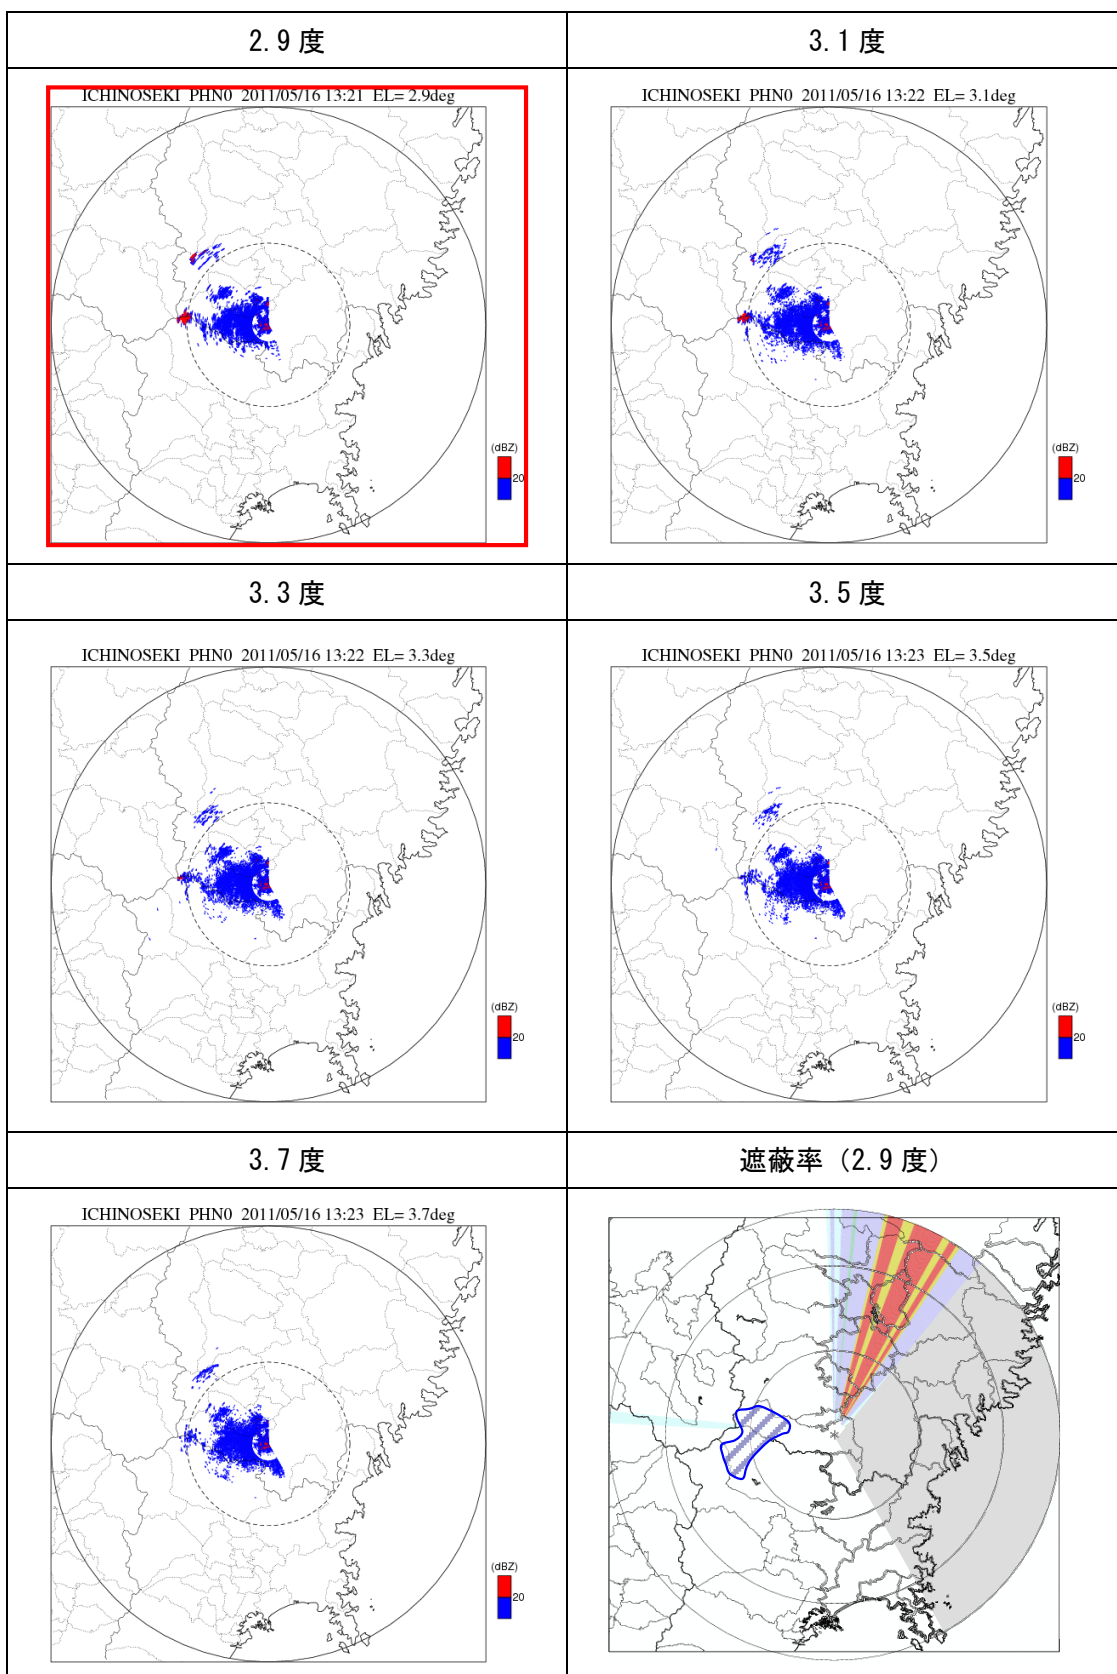 2.9度
3.1度
ICHINOSEKI PHN0 2011/05/16 13:21 EL= 2.9deg
(dBZ)
20
ICHINOSEKI PHN0 2011/05/16 13:22 EL= 3.1deg
(dBZ)
20
3.3度
3.5度
ICHINOSEKI PHN0 2011/05/16 13:22 EL= 3.3deg
(dBZ)
20
ICHINOSEKI PHN0 2011/05/16 13:23 EL= 3.5deg
(dBZ)
20
3.7度
遮蔽率（2.9度）
ICHINOSEKI PHN0 2011/05/16 13:23 EL= 3.7deg
(dBZ)
20